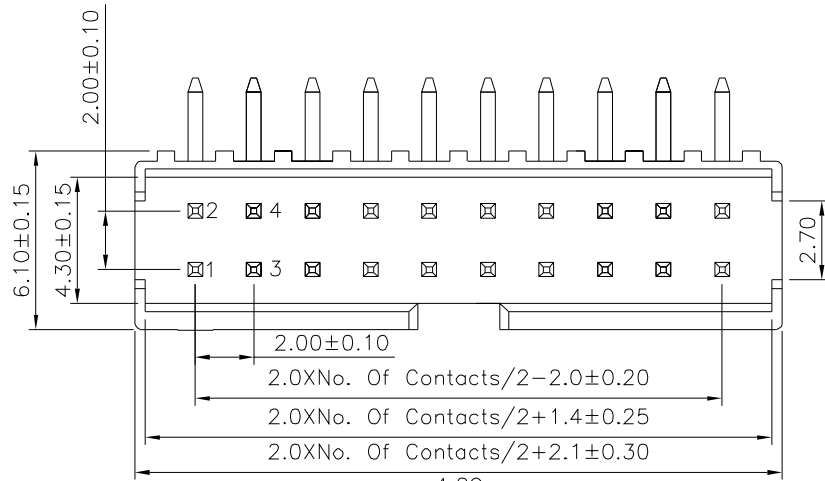 2.00±0.10
6.10±0.15
4.30±0.15
2 4
1 3
2.70
2.00±0.10
2.0XNo. Of Contacts/2-2.0±0.20
2.0XNo. Of Contacts/2+1.4±0.25
2.0XNo. Of Contacts/2+2.1±0.30